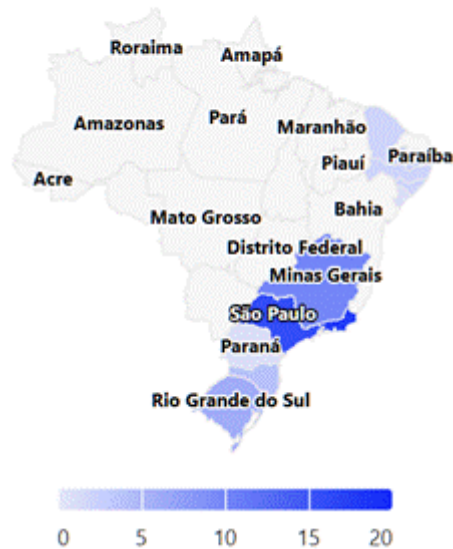 Roraima
Amapá
Amazonas
Pará
Maranhão
Piauí
Paraíba
Acre
Mato Grosso
Bahia
Distrito Federal
Minas Gerais
São Paulo
Paraná
Rio Grande do Sul
0 5 10 15 20